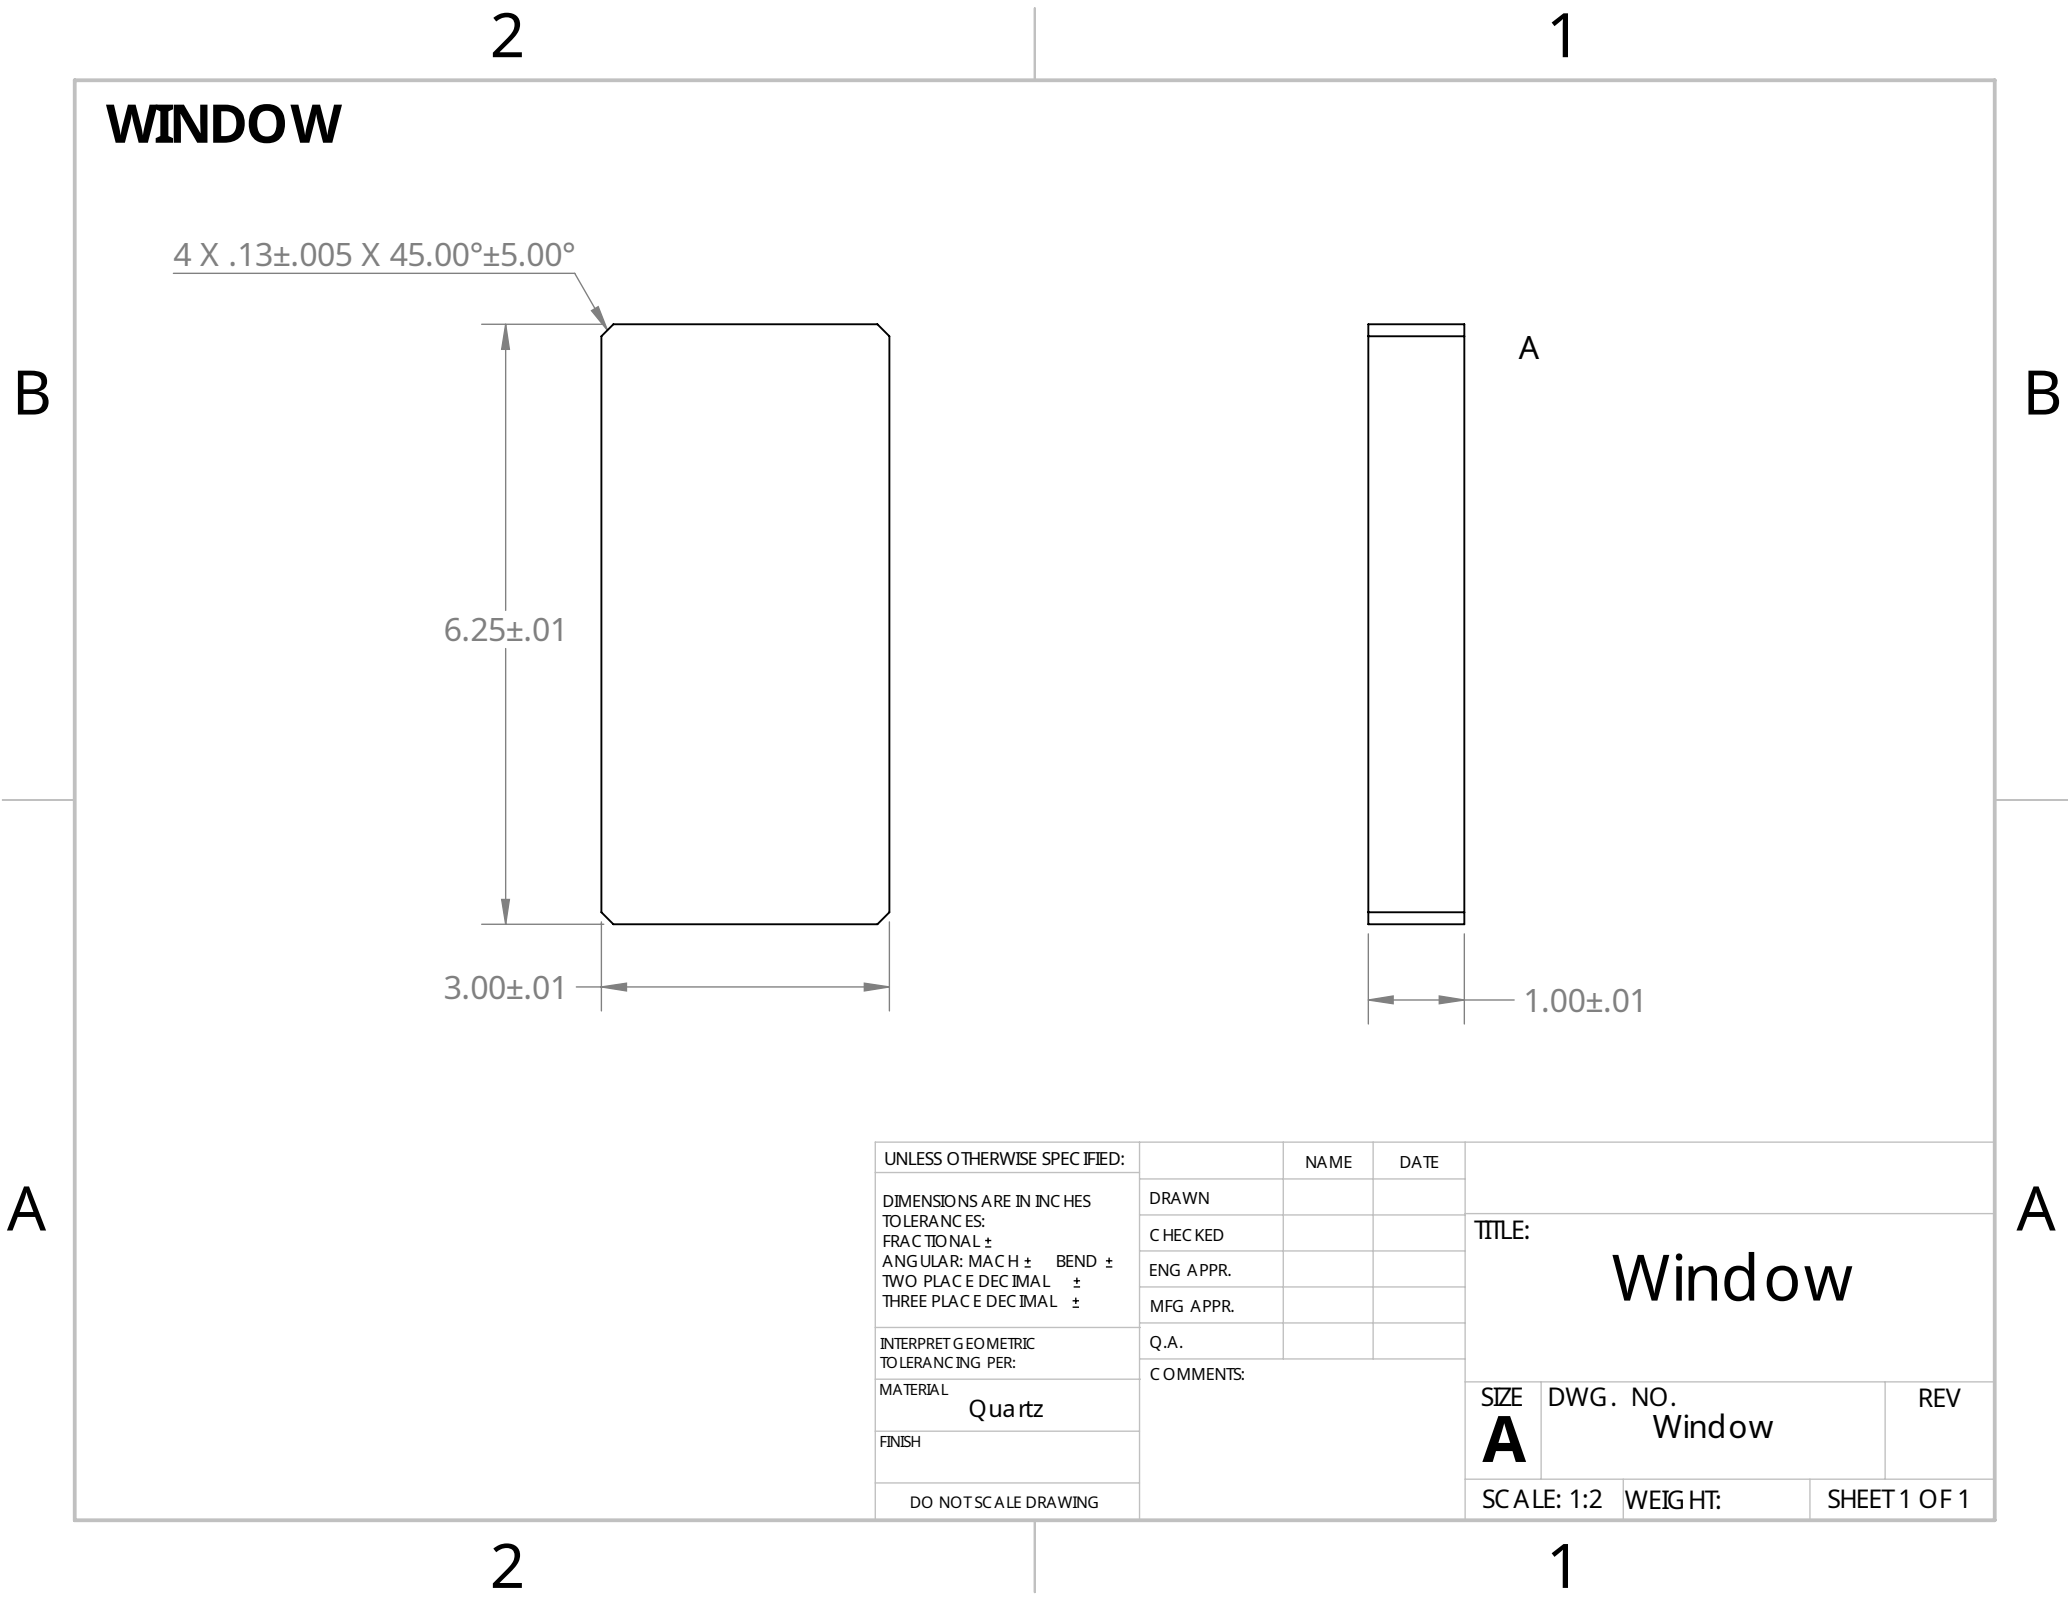 2 1
WINDOW
4 X .13±.005 X 45.00°±5.00°
A
B B
6.25±.01
3.00±.01
1.00±.01
A A
UNLESS OTHERWISE SPECIFIED:
DIMENSIONS ARE IN INCHES
TOLERANCES:
FRACTIONAL ±
ANGULAR: MACH ± BEND ±
TWO PLACE DECIMAL ±
THREE PLACE DECIMAL ±
INTERPRET GEOMETRIC
TOLERANCING PER:
MATERIAL
Quartz
FINISH
DO NOT SCALE DRAWING
NAME DATE
DRAWN
CHECKED
ENG APPR.
MFG APPR.
Q.A.
COMMENTS:
TITLE:
Window
SIZE
A
DWG. NO.
Window
REV
SCALE: 1:2 WEIGHT: SHEET 1 OF 1
2 1